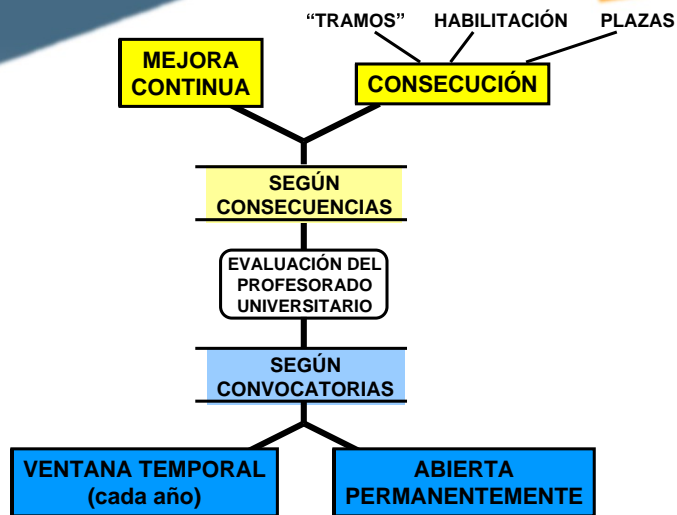 “TRAMOS” HABILITACIÓN PLAZAS
MEJORA
CONTINUA
CONSECUCIÓN
SEGÚN
CONSECUENCIAS
EVALUACIÓN DEL
PROFESORADO
UNIVERSITARIO
SEGÚN
CONVOCATORIAS
VENTANA TEMPORAL
(cada año)
ABIERTA
PERMANENTEMENTE